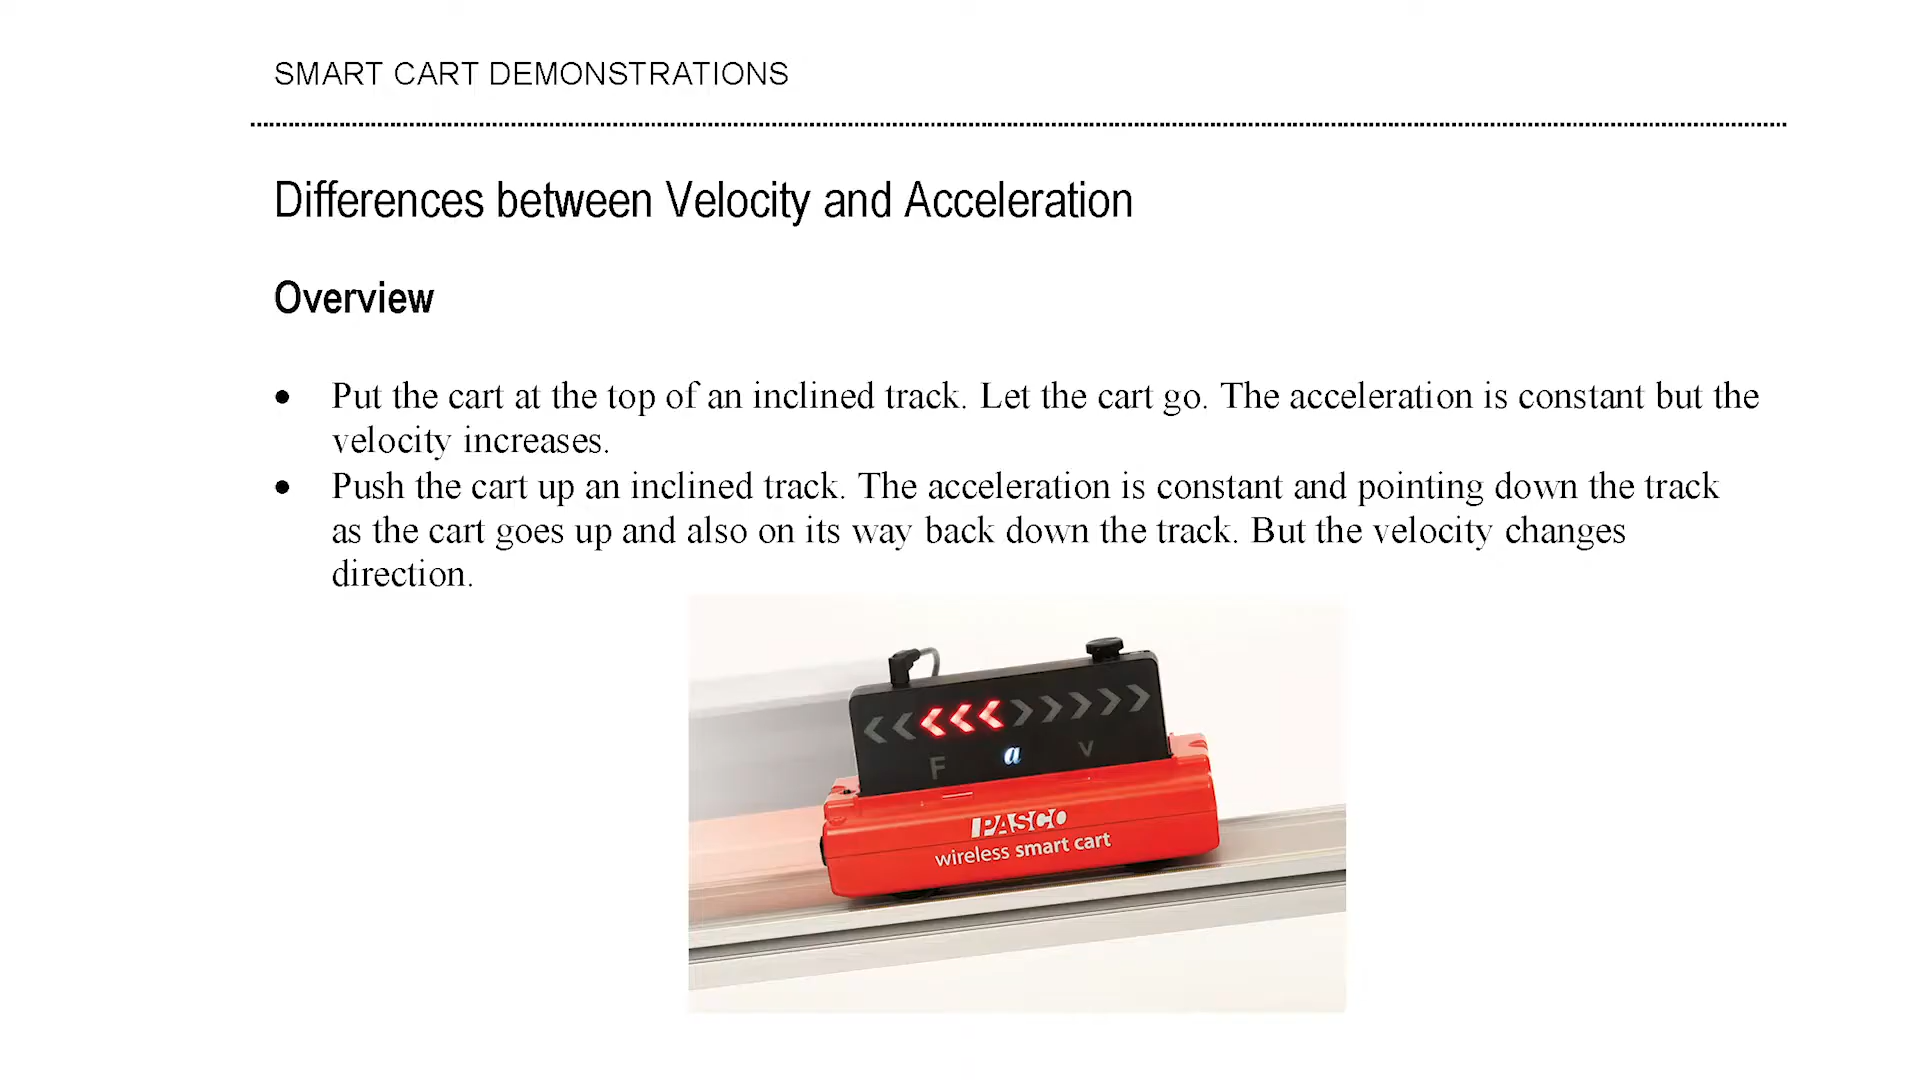 SMART CART DEMONSTRATIONS
Differences between Velocity and Acceleration
Overview
• Put the cart at the top of an inclined track. Let the cart go. The acceleration is constant but the
velocity increases.
• Push the cart up an inclined track. The acceleration is constant and pointing down the track
as the cart goes up and also on its way back down the track. But the velocity changes
direction.
F a v
PASCO
wireless smart cart